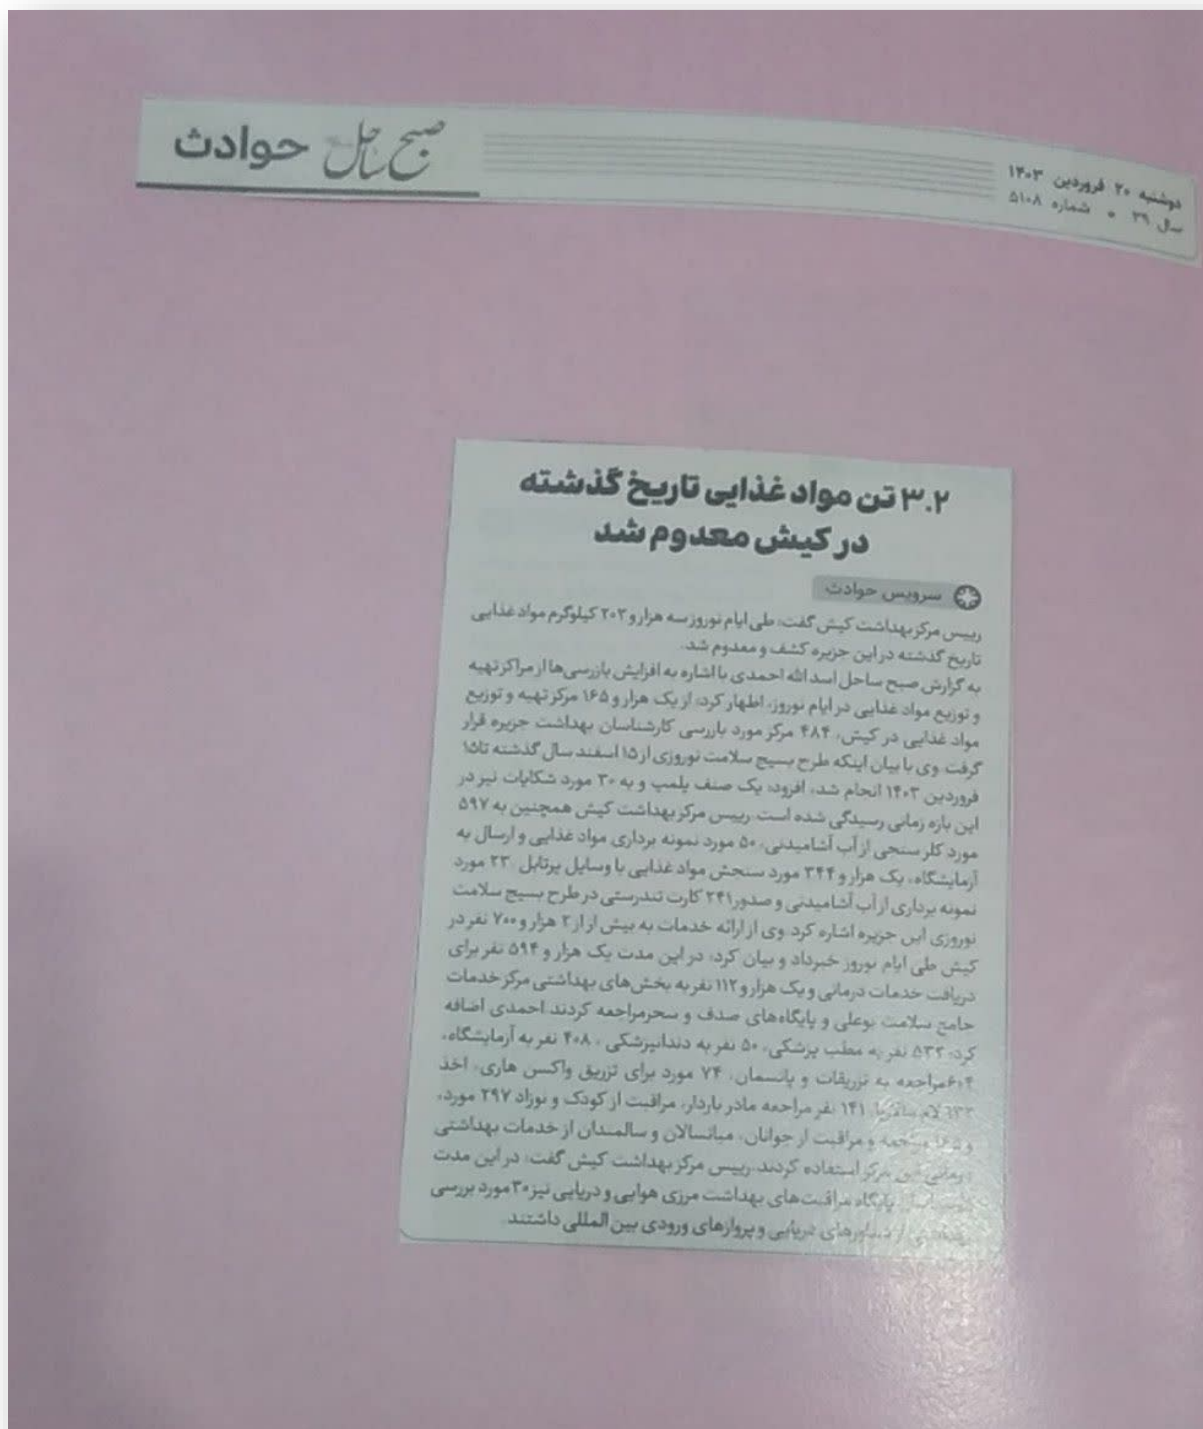 صبح ساحل حوادث
دوشنبه ۲۰ فروردین ۱۴۰۳
سال ۳۹ • شماره ۵۱۰۸
۳.۲ تن مواد غذایی تاریخ گذشته
در کیش معدوم شد
سرویس حوادث
رییس مرکز بهداشت کیش گفت: طی ایام نوروز سه هزار و ۲۰۳ کیلوگرم مواد غذایی
تاریخ گذشته در این جزیره کشف و معدوم شد.
به گزارش صبح ساحل اسد الله احمدی با اشاره به افزایش بازرسی‌ها از مراکز تهیه
و توزیع مواد غذایی در ایام نوروز، اظهار کرد: از یک هزار و ۱۶۵ مرکز تهیه و توزیع
مواد غذایی در کیش، ۴۸۴ مرکز مورد بازرسی کارشناسان بهداشت جزیره قرار
گرفت. وی با بیان اینکه طرح بسیج سلامت نوروزی از ۱۵ اسفند سال گذشته تا ۱۵
فروردین ۱۴۰۳ انجام شد، افزود: یک صنف پلمپ و به ۳۰ مورد شکایات نیز در
این بازه زمانی رسیدگی شده است. رییس مرکز بهداشت کیش همچنین به ۵۹۷
مورد کلر سنجی از آب آشامیدنی، ۵۰ مورد نمونه برداری مواد غذایی و ارسال به
آزمایشگاه، یک هزار و ۳۴۴ مورد سنجش مواد غذایی با وسایل پرتابل ۲۳ مورد
نمونه برداری از آب آشامیدنی و صدور ۲۴۱ کارت تندرستی در طرح بسیج سلامت
نوروزی این جزیره اشاره کرد. وی از ارائه خدمات به بیش از از ۲ هزار و ۷۰۰ نفر در
کیش طی ایام نوروز خبرداد و بیان کرد: در این مدت یک هزار و ۵۹۴ نفر برای
دریافت خدمات درمانی و یک هزار و ۱۱۲ نفر به بخش‌های بهداشتی مرکز خدمات
جامع سلامت بوعلی و پایگاه‌های صدف و سحر مراجعه کردند. احمدی اضافه
کرد: ۵۳۲ نفر به مطب پزشکی، ۵۰ نفر به دندانپزشکی، ۴۰۸ نفر به آزمایشگاه،
مراجعه به تزریقات و پانسمان، ۷۴ مورد برای تزریق واکسن هاری، اخذ
لام مالاریا، ۱۴۱ نفر مراجعه مادر باردار، مراقبت از کودک و نوزاد ۲۹۷ مورد،
مراجعه و مراقبت از جوانان، میانسالان و سالمندان از خدمات بهداشتی
درمانی این مرکز استفاده کردند. رییس مرکز بهداشت کیش گفت: در این مدت
پایگاه مراقبت‌های بهداشت مرزی هوایی و دریایی نیز ۳۰ مورد بررسی
از شناورهای دریایی و پروازهای ورودی بین المللی داشتند.